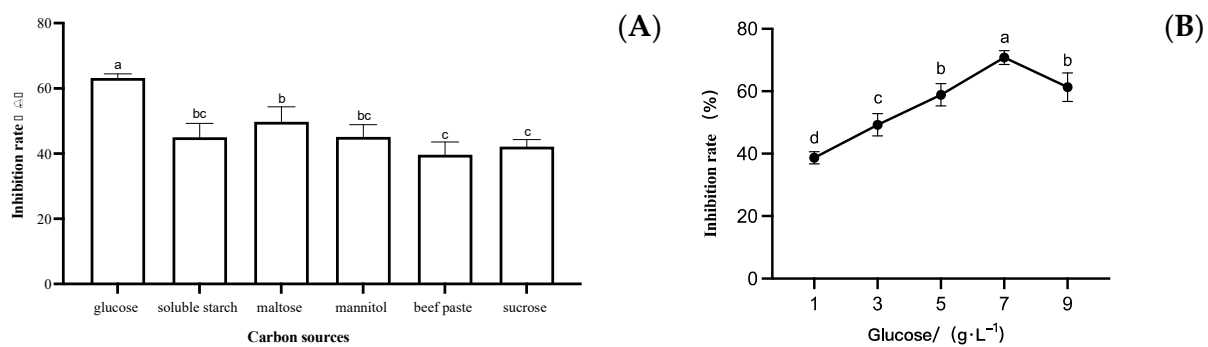 (A)
Inhibition rate
80
60
40
20
0
a
bc
b
bc
c
c
glucose
soluble starch
maltose
mannitol
beef paste
sucrose
Carbon sources
(B)
Inhibition rate (%)
80
60
40
20
0
d
c
b
a
b
1
3
5
7
9
Glucose/ (g·L⁻¹)